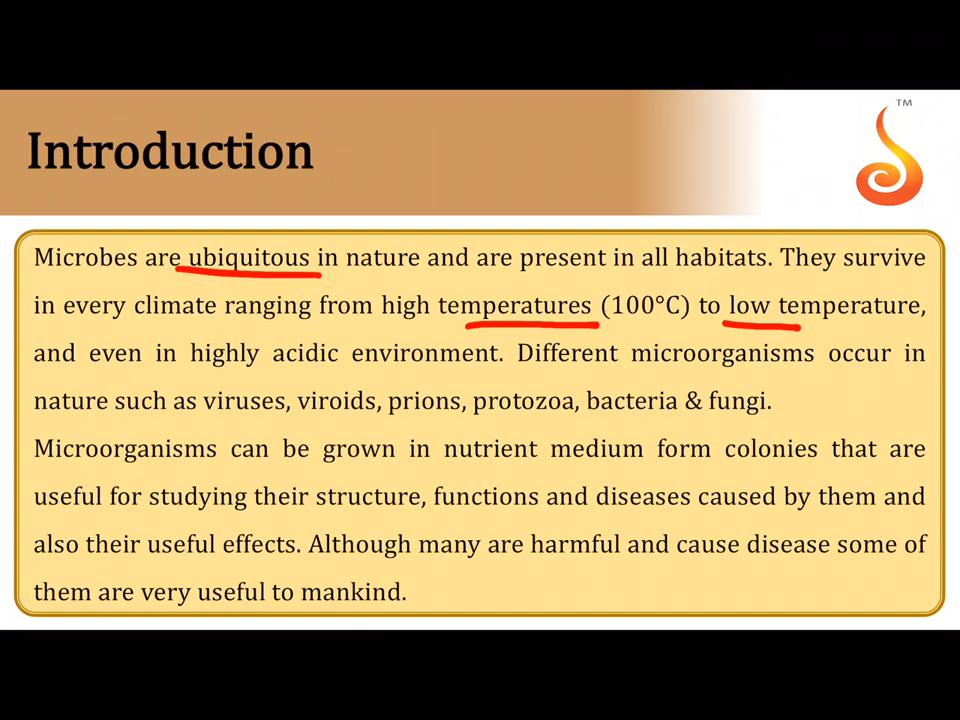 TM
Introduction
Microbes are ubiquitous in nature and are present in all habitats. They survive
in every climate ranging from high temperatures (100°C) to low temperature,
and even in highly acidic environment. Different microorganisms occur in
nature such as viruses, viroids, prions, protozoa, bacteria & fungi.
Microorganisms can be grown in nutrient medium form colonies that are
useful for studying their structure, functions and diseases caused by them and
also their useful effects. Although many are harmful and cause disease some of
them are very useful to mankind.